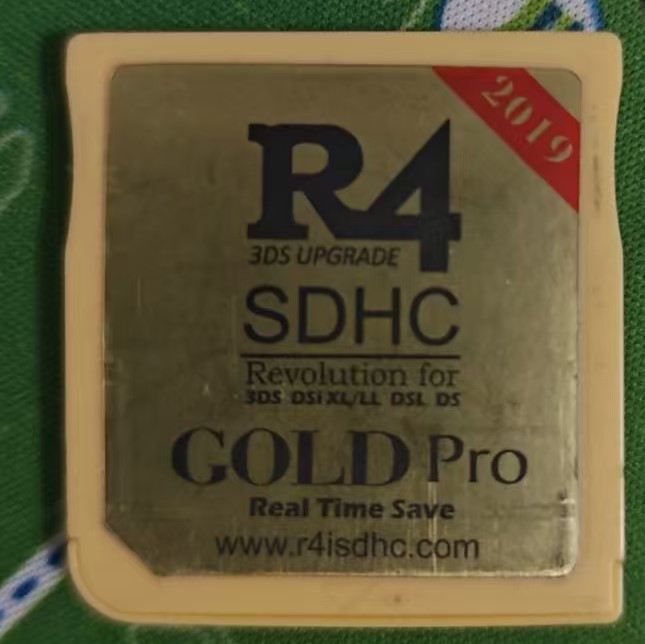 2019
R4
3DS UPGRADE
SDHC
Revolution for
3DS DSi XL/LL DSL DS
GOLD Pro
Real Time Save
www.r4isdhc.com